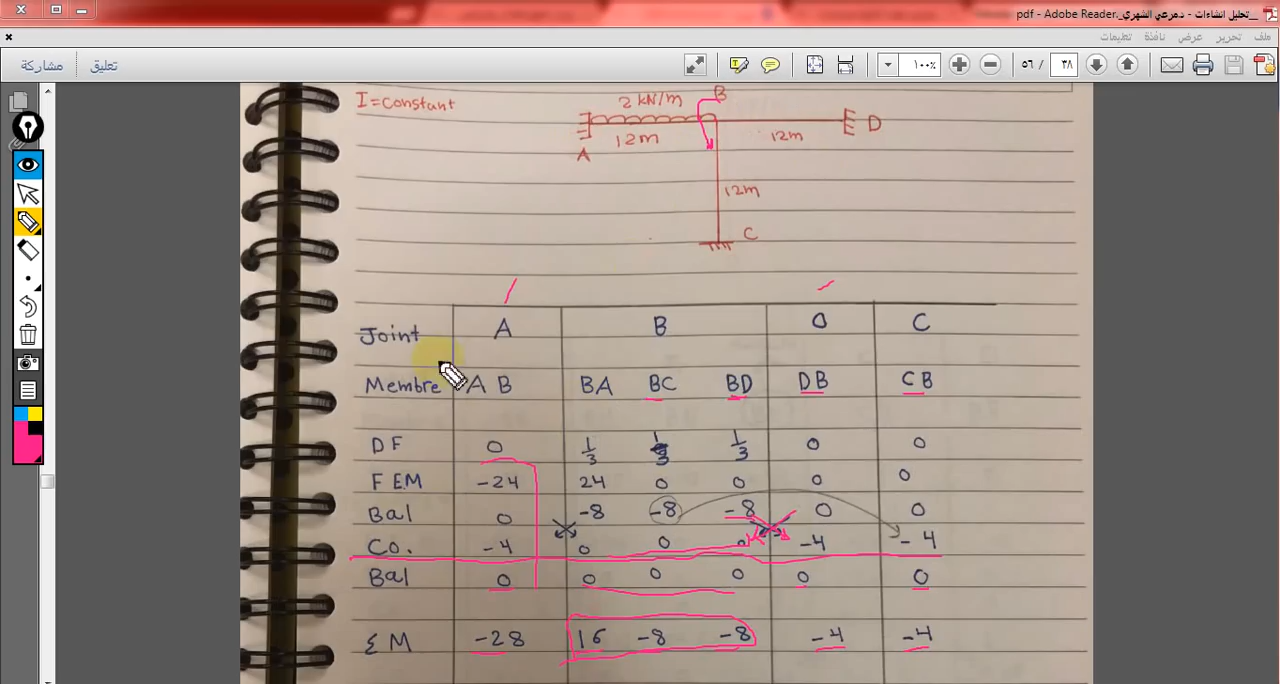 تحليل انشاءات - د.مرعي الشهري_.pdf - Adobe Reader
ملف تحرير عرض نافذة تعليمات
مشاركة تعليق ١٠٠% ٥٦ / ٣٨
I=Constant
2 kN/m B
A 12m 12m D
12m
C
Joint A B D C
Membre AB BA BC BD DB CB
DF 0 1/3 1/3 1/3 0 0
FEM -24 24 0 0 0 0
Bal 0 -8 -8 -8 0 0
Co. -4 0 0 0 -4 -4
Bal 0 0 0 0 0 0
ΣM -28 16 -8 -8 -4 -4